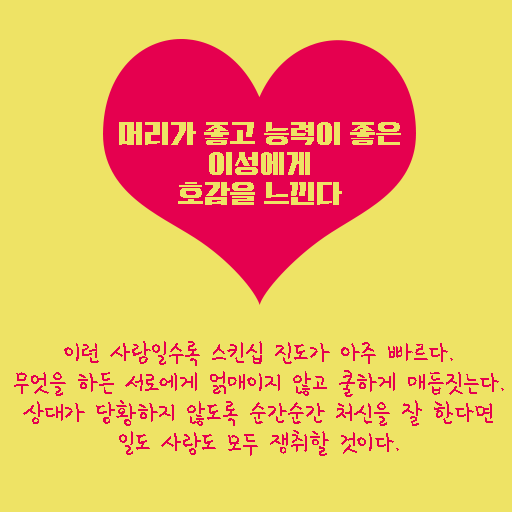 머리가 좋고 능력이 좋은
이성에게
호감을 느낀다
이런 사람일수록 스킨십 진도가 아주 빠르다.
무엇을 하든 서로에게 얽매이지 않고 쿨하게 매듭짓는다.
상대가 당황하지 않도록 순간순간 처신을 잘 한다면
일도 사랑도 모두 쟁취할 것이다.